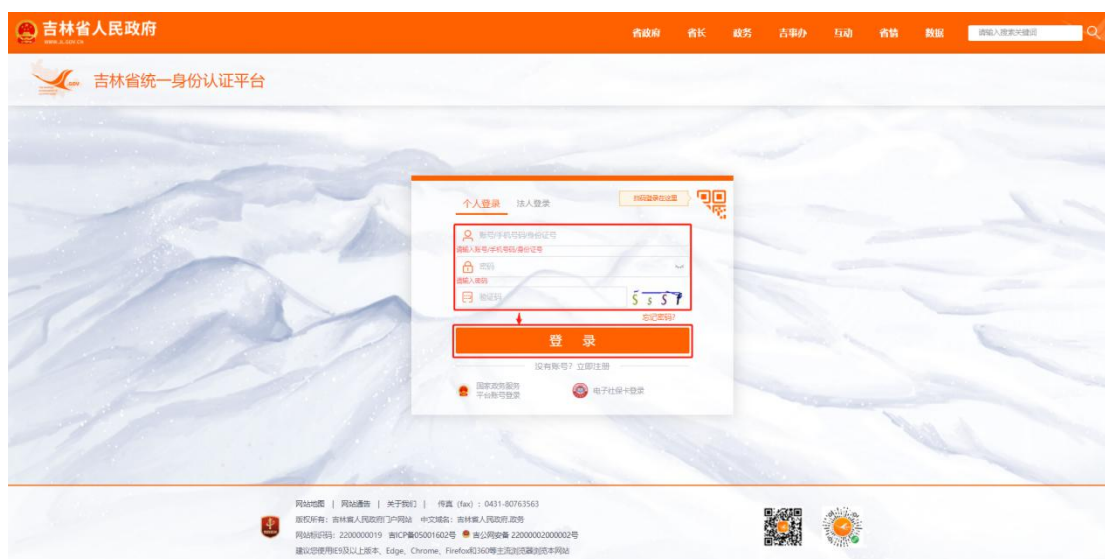 吉林省人民政府
WWW.JL.GOV.CN
省政府 省长 政务 吉事办 互动 省情 数据 请输入搜索关键词
吉林省统一身份认证平台
个人登录 法人登录 扫码登录在这里
账号/手机号码/身份证号
请输入账号/手机号码/身份证号
密码
请输入密码
验证码
忘记密码?
登 录
没有账号? 立即注册
国家政务服务
平台账号登录
电子社保卡登录
网站地图 | 网站通告 | 关于我们 | 传真 (fax) : 0431-80763563
版权所有: 吉林省人民政府门户网站 中文域名: 吉林省人民政府.政务
网站标识码: 2200000019 吉ICP备05001602号 吉公网安备 22000002000002号
建议您使用IE9及以上版本, Edge, Chrome, Firefox和360等主流浏览器浏览本网站